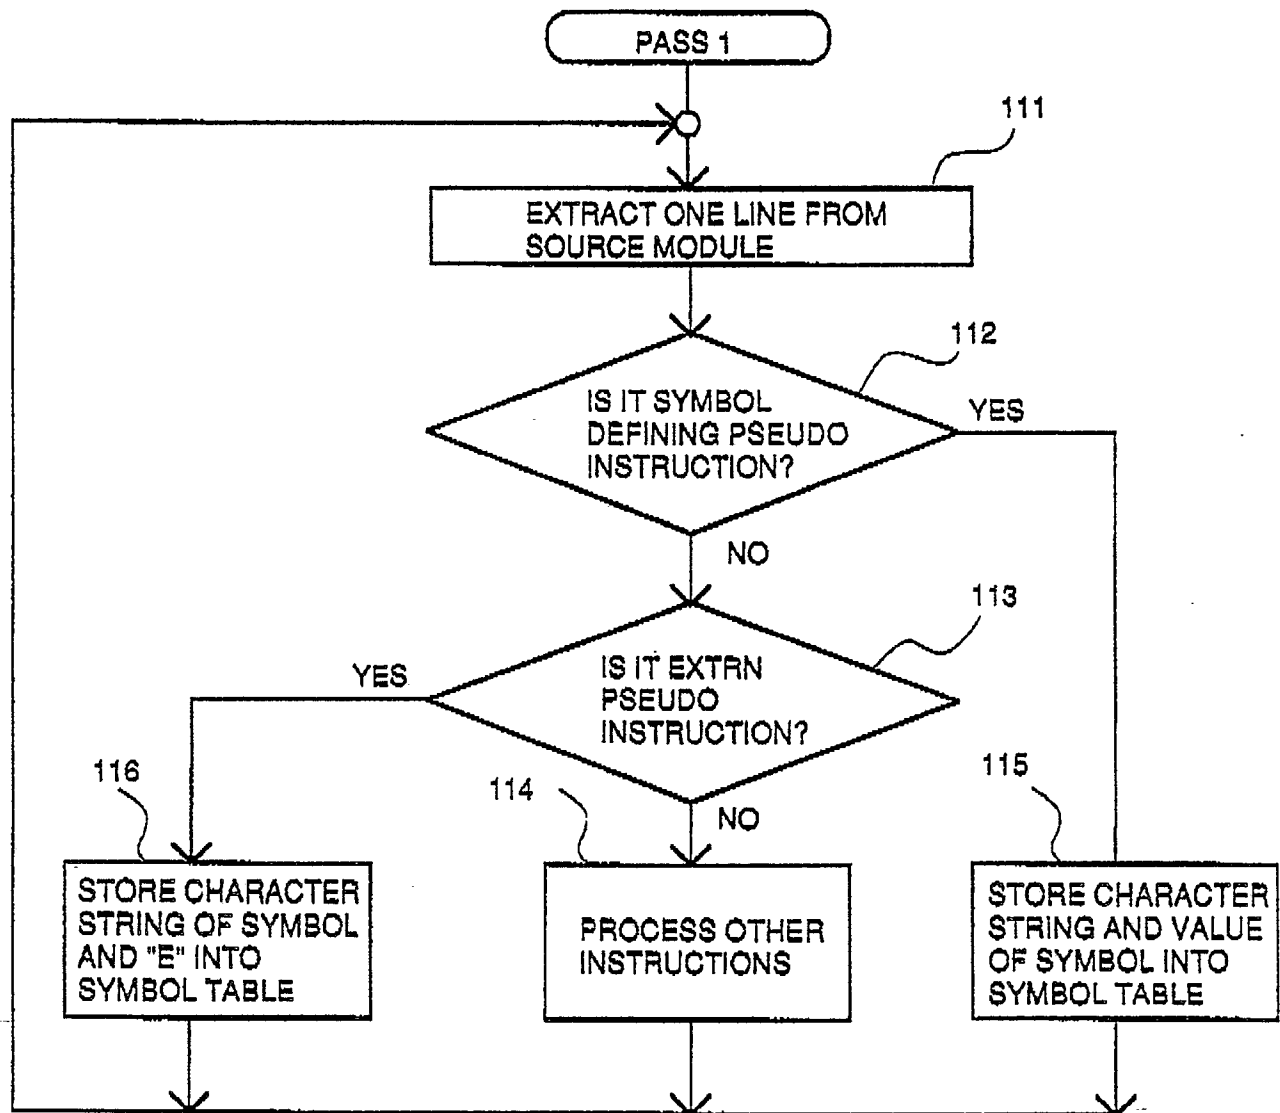 PASS 1
111
EXTRACT ONE LINE FROM
SOURCE MODULE
112
IS IT SYMBOL
DEFINING PSEUDO
INSTRUCTION?
YES
NO
113
IS IT EXTRN
PSEUDO
INSTRUCTION?
YES
NO
116
STORE CHARACTER
STRING OF SYMBOL
AND "E" INTO
SYMBOL TABLE
114
PROCESS OTHER
INSTRUCTIONS
115
STORE CHARACTER
STRING AND VALUE
OF SYMBOL INTO
SYMBOL TABLE